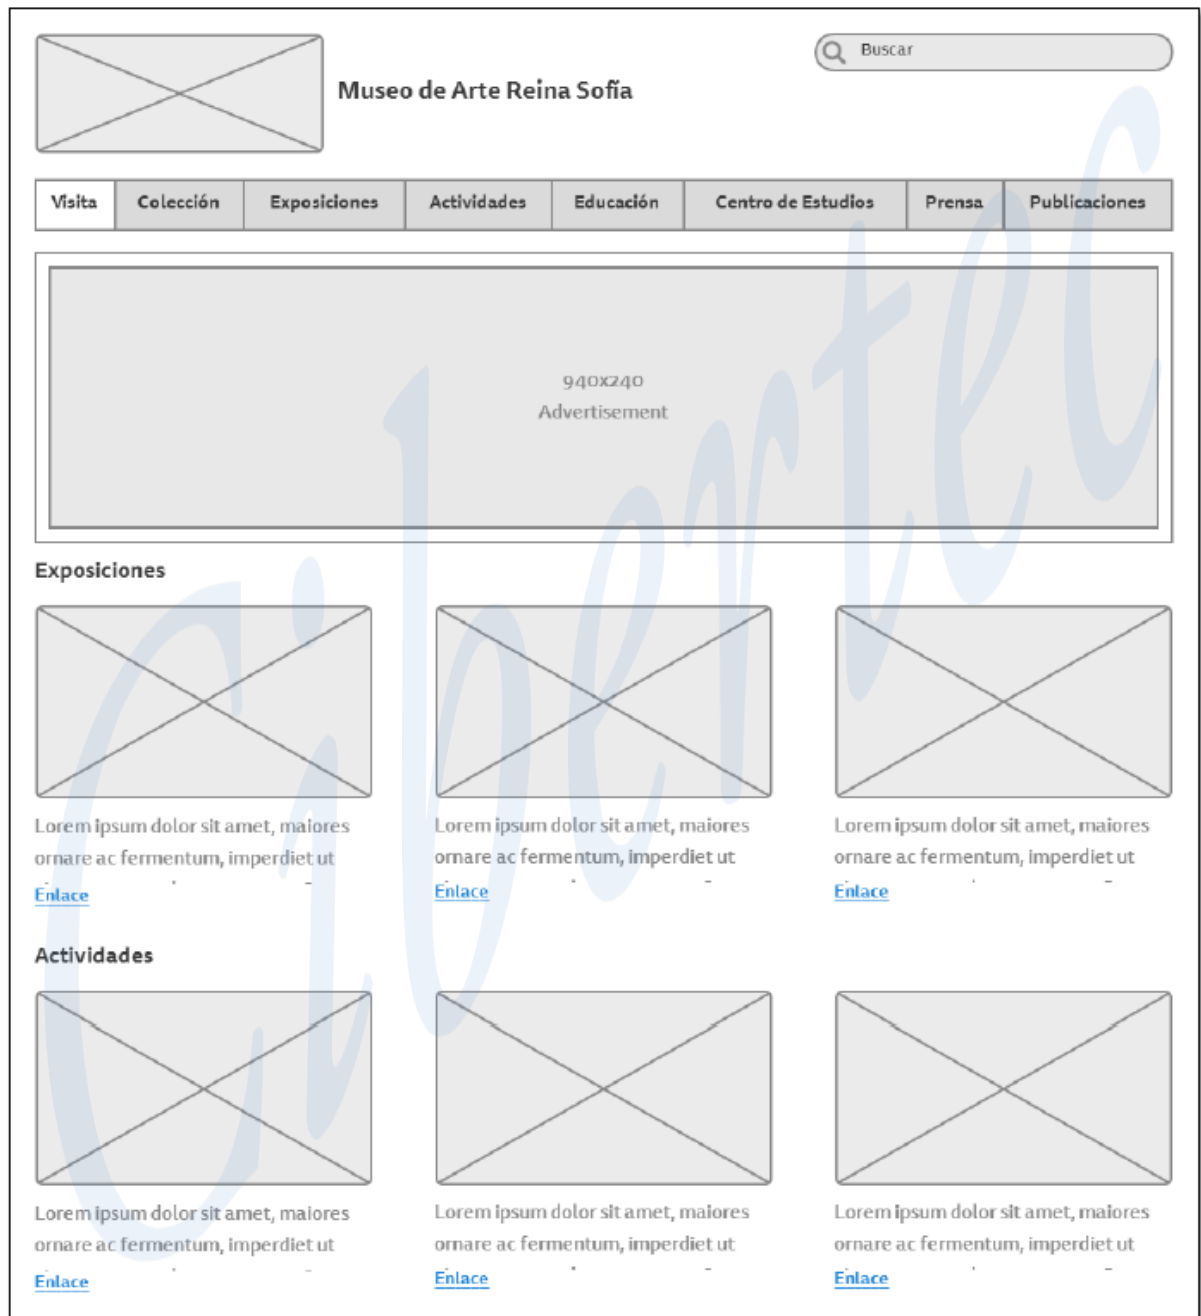 Buscar
Museo de Arte Reina Sofía
Visita Colección Exposiciones Actividades Educación Centro de Estudios Prensa Publicaciones
940x240
Advertisement
Exposiciones
Lorem ipsum dolor sit amet, maiores
ornare ac fermentum, imperdiet ut
Enlace
Lorem ipsum dolor sit amet, maiores
ornare ac fermentum, imperdiet ut
Enlace
Lorem ipsum dolor sit amet, maiores
ornare ac fermentum, imperdiet ut
Enlace
Actividades
Lorem ipsum dolor sit amet, maiores
ornare ac fermentum, imperdiet ut
Enlace
Lorem ipsum dolor sit amet, maiores
ornare ac fermentum, imperdiet ut
Enlace
Lorem ipsum dolor sit amet, maiores
ornare ac fermentum, imperdiet ut
Enlace
Cibertec